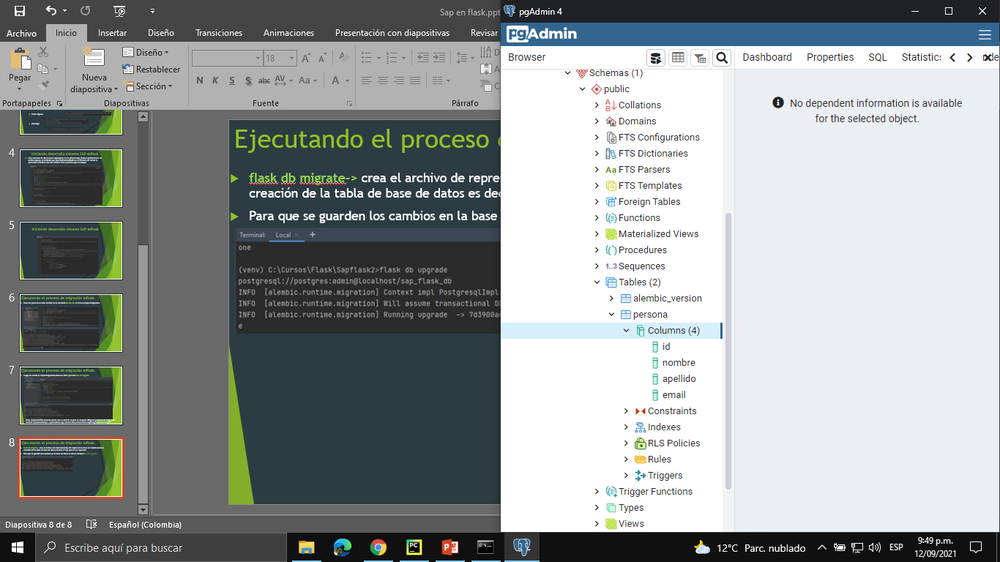 Sap en flask.ppt
Archivo
Inicio
Insertar
Diseño
Transiciones
Animaciones
Presentación con diapositivas
Revisar
Pegar
Nueva
diapositiva
Diseño
Restablecer
Sección
18
N K S S abc AV Aa A
Portapapeles
Diapositivas
Fuente
Párrafo
4
Iniciando desarrollo sistema SAP enflask
5
Iniciando desarrollo sistema SAP enflask
6
Ejecutando el proceso de migración enflask.
7
Ejecutando el proceso de migración enflask.
8
Ejecutando el proceso de migración enflask.
Ejecutando el proceso
flask db migrate-> crea el archivo de repres
creación de la tabla de base de datos es dec
Para que se guarden los cambios en la base
Terminal: Local × +
one
(venv) C:\Cursos\Flask\Sapflask2>flask db upgrade
postgresql://postgres:admin@localhost/sap_flask_db
INFO [alembic.runtime.migration] Context impl PostgresqlImpl
INFO [alembic.runtime.migration] Will assume transactional DD
INFO [alembic.runtime.migration] Running upgrade -> 7d3900a
e
Diapositiva 8 de 8
Español (Colombia)
pgAdmin 4
pgAdmin
Browser
Dashboard
Properties
SQL
Statistics
Schemas (1)
public
Collations
Domains
FTS Configurations
FTS Dictionaries
FTS Parsers
FTS Templates
Foreign Tables
Functions
Materialized Views
Procedures
1..3 Sequences
Tables (2)
alembic_version
persona
Columns (4)
id
nombre
apellido
email
Constraints
Indexes
RLS Policies
Rules
Triggers
Trigger Functions
Types
Views
No dependent information is available
for the selected object.
Escribe aquí para buscar
12°C Parc. nublado
ESP
9:49 p.m.
12/09/2021